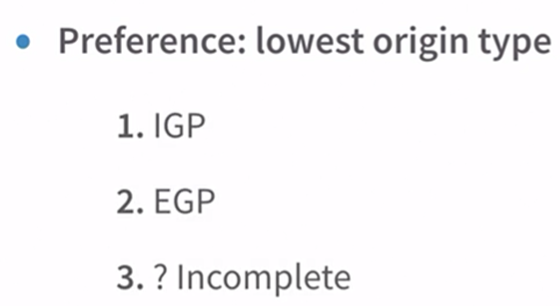 • Preference: lowest origin type
1. IGP
2. EGP
3. ? Incomplete